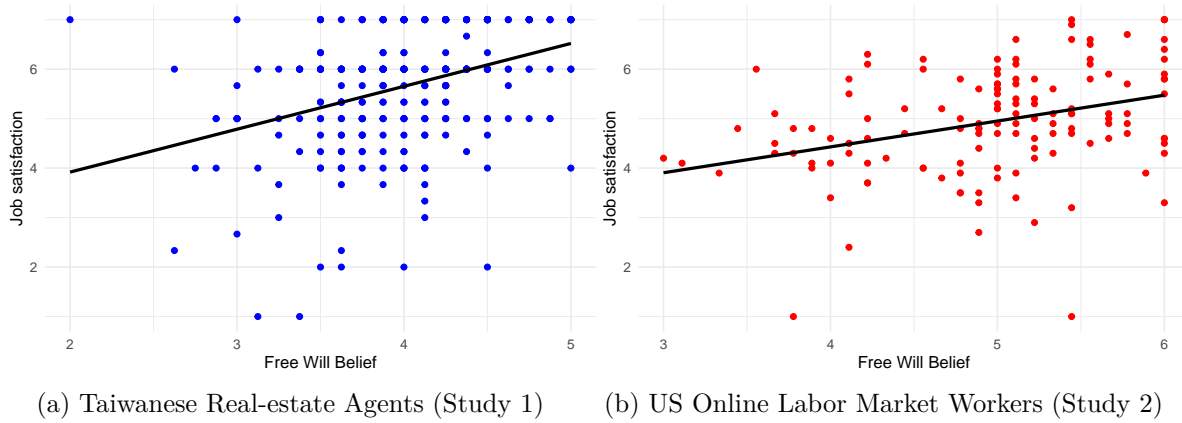 Job satisfaction
6
4
2
2
3
4
5
Free Will Belief
(a) Taiwanese Real-estate Agents (Study 1)
Job satisfaction
6
4
2
3
4
5
6
Free Will Belief
(b) US Online Labor Market Workers (Study 2)